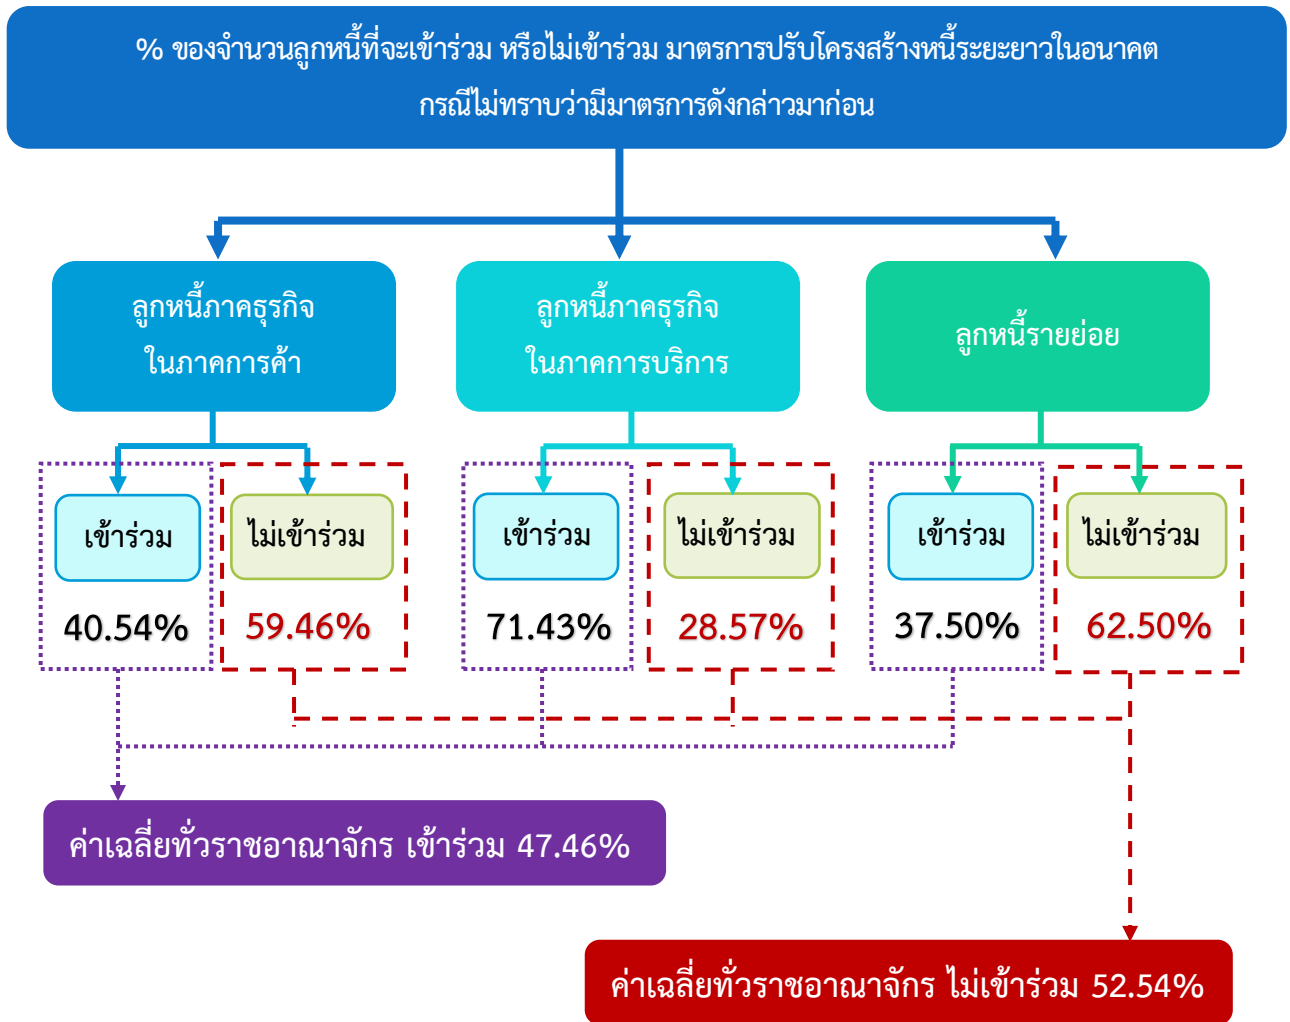 % ของจำนวนลูกหนี้ที่จะเข้าร่วม หรือไม่เข้าร่วม มาตรการปรับโครงสร้างหนี้ระยะยาวในอนาคต
กรณีไม่ทราบว่ามีมาตรการดังกล่าวมาก่อน
ลูกหนี้ภาคธุรกิจ
ในภาคการค้า
ลูกหนี้ภาคธุรกิจ
ในภาคการบริการ
ลูกหนี้รายย่อย
เข้าร่วม
ไม่เข้าร่วม
เข้าร่วม
ไม่เข้าร่วม
เข้าร่วม
ไม่เข้าร่วม
40.54%
59.46%
71.43%
28.57%
37.50%
62.50%
ค่าเฉลี่ยทั่วราชอาณาจักร เข้าร่วม 47.46%
ค่าเฉลี่ยทั่วราชอาณาจักร ไม่เข้าร่วม 52.54%